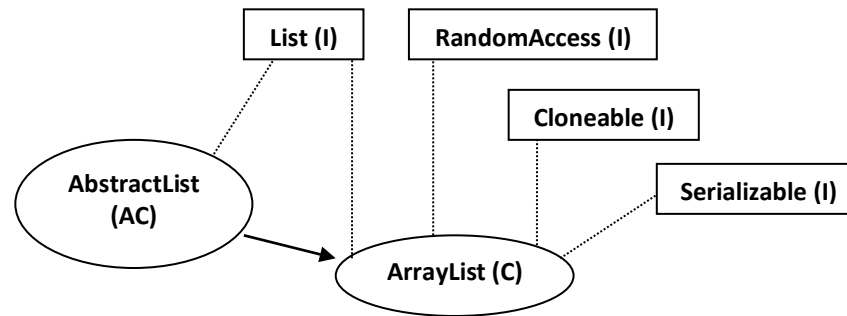 List (I)
RandomAccess (I)
Cloneable (I)
AbstractList
(AC)
Serializable (I)
ArrayList (C)